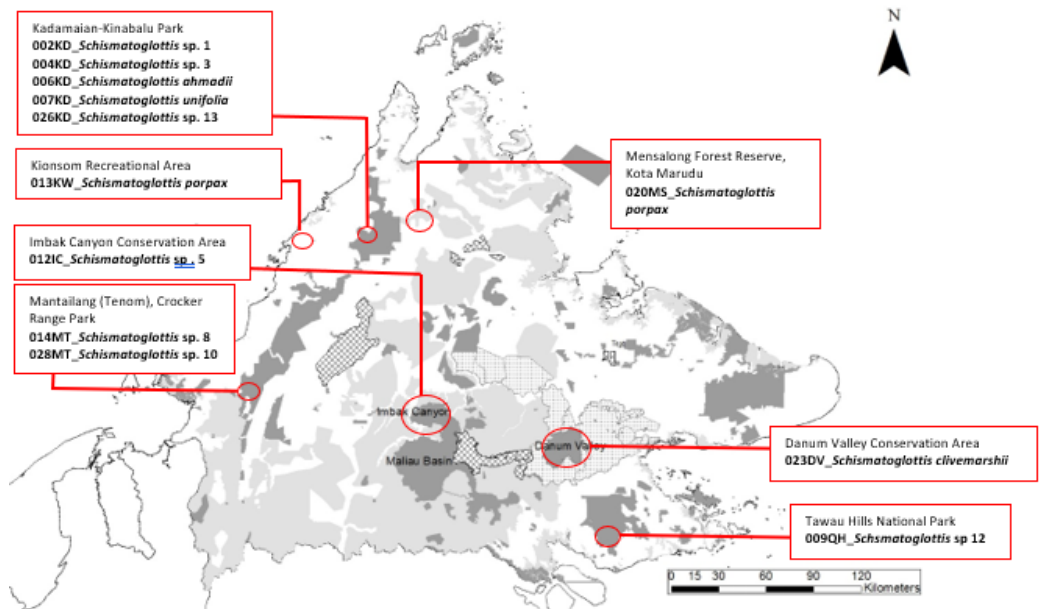 Kadamaian-Kinabalu Park
002KD_Schismatoglottis sp. 1
004KD_Schismatoglottis sp. 3
006KD_Schismatoglottis ahmadii
007KD_Schismatoglottis unifolia
026KD_Schismatoglottis sp. 13
N
Kionsom Recreational Area
013KW_Schismatoglottis porpax
Mensalong Forest Reserve,
Kota Marudu
020MS_Schismatoglottis
porpax
Imbak Canyon Conservation Area
012IC_Schismatoglottis sp . 5
Mantailang (Tenom), Crocker
Range Park
014MT_Schismatoglottis sp. 8
028MT_Schismatoglottis sp. 10
Imbak Canyon
Maliau Basin
Danum Valley
Danum Valley Conservation Area
023DV_Schismatoglottis clivemarshii
Tawau Hills National Park
009QH_Schsmatoglottis sp 12
0 15 30 60 90 120
Kilometers